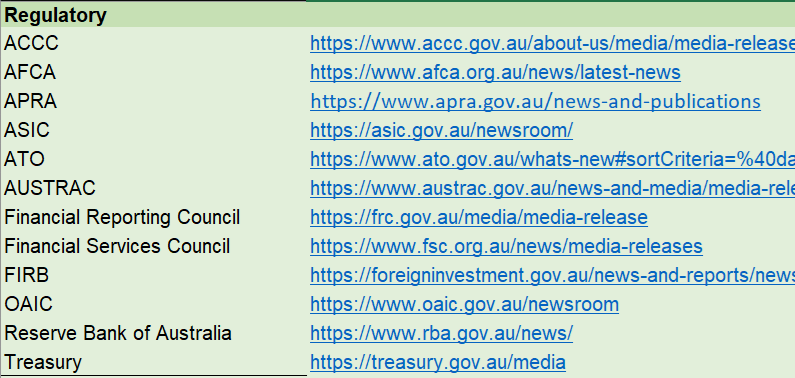 Regulatory
ACCC https://www.accc.gov.au/about-us/media/media-release
AFCA https://www.afca.org.au/news/latest-news
APRA https://www.apra.gov.au/news-and-publications
ASIC https://asic.gov.au/newsroom/
ATO https://www.ato.gov.au/whats-new#sortCriteria=%40da
AUSTRAC https://www.austrac.gov.au/news-and-media/media-rele
Financial Reporting Council https://frc.gov.au/media/media-release
Financial Services Council https://www.fsc.org.au/news/media-releases
FIRB https://foreigninvestment.gov.au/news-and-reports/news
OAIC https://www.oaic.gov.au/newsroom
Reserve Bank of Australia https://www.rba.gov.au/news/
Treasury https://treasury.gov.au/media